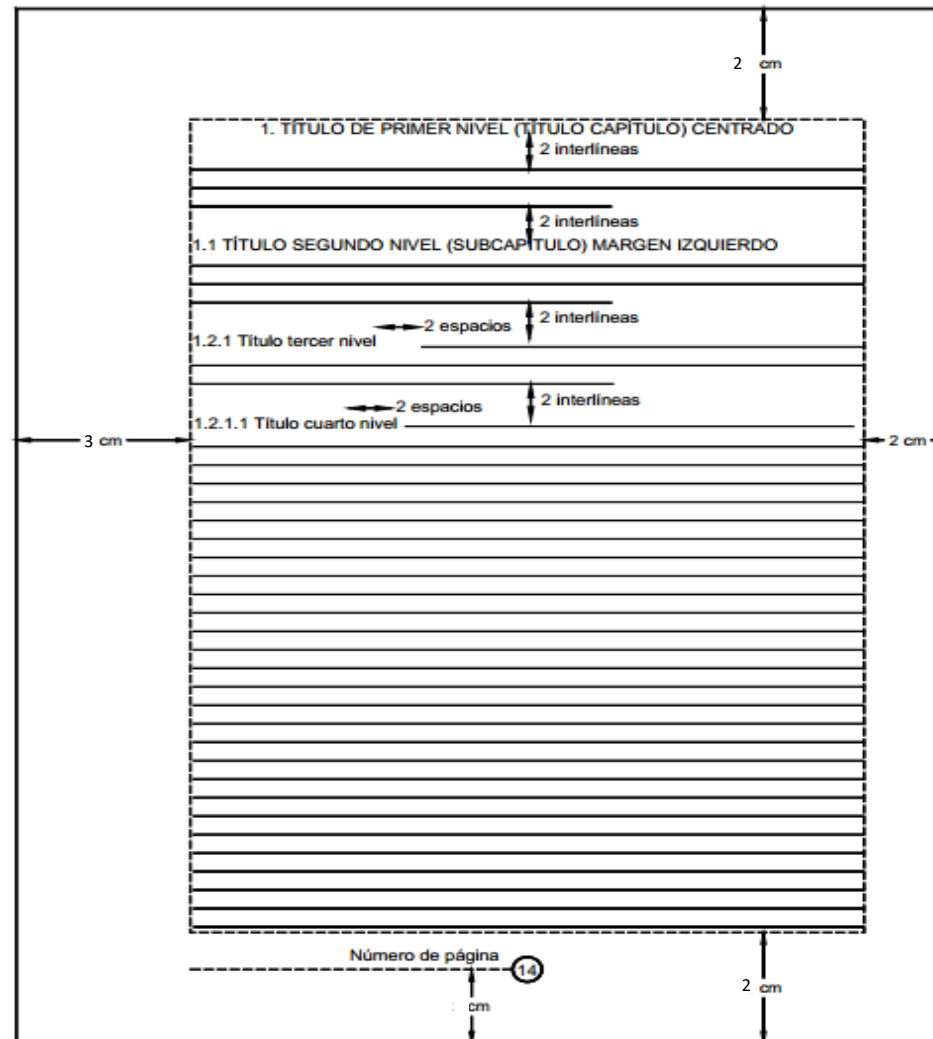 2 cm
1. TÍTULO DE PRIMER NIVEL (TÍTULO CAPÍTULO) CENTRADO
2 interlíneas
2 interlíneas
1.1 TÍTULO SEGUNDO NIVEL (SUBCAPÍTULO) MARGEN IZQUIERDO
2 interlíneas
2 espacios
1.2.1 Título tercer nivel
2 interlíneas
2 espacios
1.2.1.1 Título cuarto nivel
3 cm
2 cm
Número de página
14
cm
2 cm